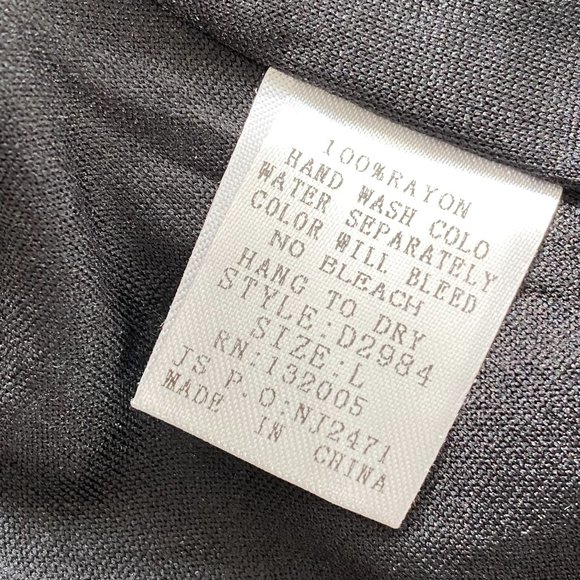 100%RAYON
HAND WASH COLO
WATER SEPARATELY
COLOR WILL BLEED
NO BLEACH
HANG TO DRY
STYLE:D2984
SIZE:L
RN:132005
JS P.O:NJ2471
MADE IN CHINA